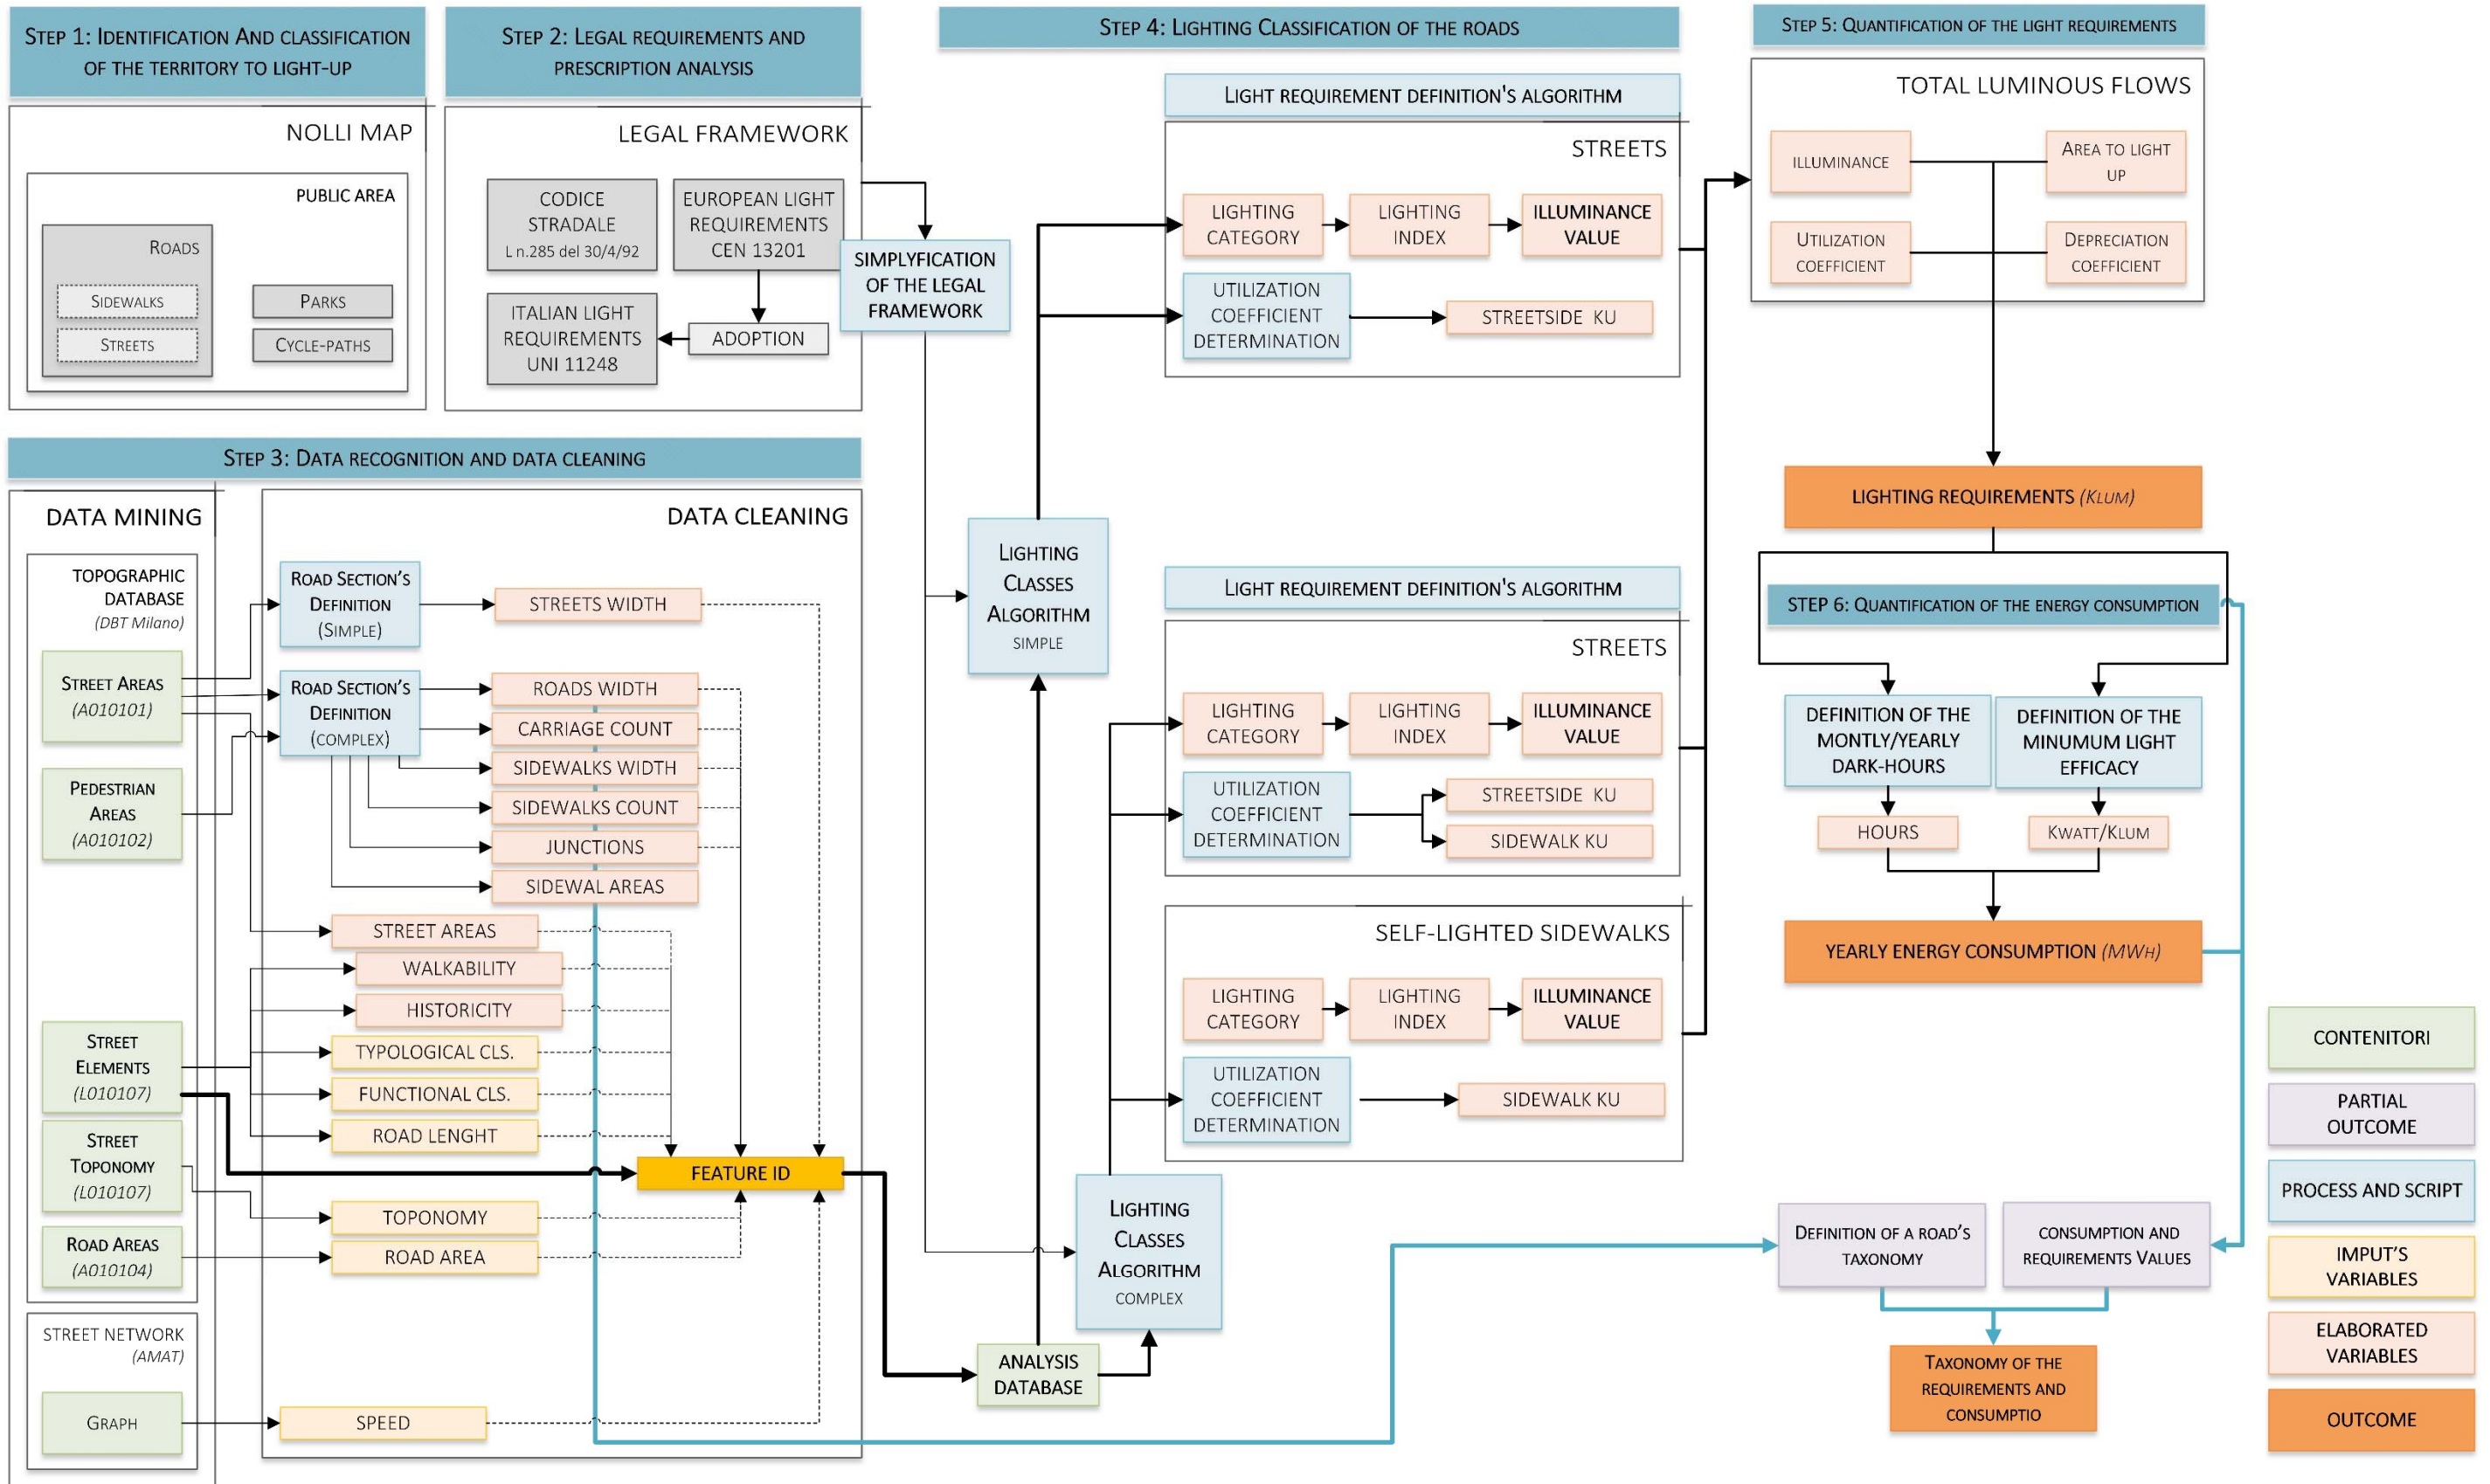 STEP 1: IDENTIFICATION AND CLASSIFICATION
OF THE TERRITORY TO LIGHT-UP
NOLLI MAP
PUBLIC AREA
ROADS
SIDEWALKS
STREETS
PARKS
CYCLE-PATHS
STEP 2: LEGAL REQUIREMENTS AND
PRESCRIPTION ANALYSIS
LEGAL FRAMEWORK
CODICE
STRADALE
L n.285 del 30/4/92
EUROPEAN LIGHT
REQUIREMENTS
CEN 13201
ITALIAN LIGHT
REQUIREMENTS
UNI 11248
ADOPTION
SIMPLYFICATION
OF THE LEGAL
FRAMEWORK
STEP 3: DATA RECOGNITION AND DATA CLEANING
DATA MINING
TOPOGRAPHIC
DATABASE
(DBT Milano)
STREET AREAS
(A010101)
PEDESTRIAN
AREAS
(A010102)
STREET
ELEMENTS
(L010107)
STREET
TOPONOMY
(L010107)
ROAD AREAS
(A010104)
STREET NETWORK
(AMAT)
GRAPH
DATA CLEANING
ROAD SECTION'S
DEFINITION
(SIMPLE)
STREETS WIDTH
ROAD SECTION'S
DEFINITION
(COMPLEX)
ROADS WIDTH
CARRIAGE COUNT
SIDEWALKS WIDTH
SIDEWALKS COUNT
JUNCTIONS
SIDEWAL AREAS
STREET AREAS
WALKABILITY
HISTORICITY
TYPOLOGICAL CLS.
FUNCTIONAL CLS.
ROAD LENGHT
FEATURE ID
TOPONOMY
ROAD AREA
SPEED
STEP 4: LIGHTING CLASSIFICATION OF THE ROADS
LIGHT REQUIREMENT DEFINITION'S ALGORITHM
STREETS
LIGHTING
CATEGORY
LIGHTING
INDEX
ILLUMINANCE
VALUE
UTILIZATION
COEFFICIENT
DETERMINATION
STREETSIDE KU
LIGHTING
CLASSES
ALGORITHM
SIMPLE
LIGHT REQUIREMENT DEFINITION'S ALGORITHM
STREETS
LIGHTING
CATEGORY
LIGHTING
INDEX
ILLUMINANCE
VALUE
UTILIZATION
COEFFICIENT
DETERMINATION
STREETSIDE KU
SIDEWALK KU
SELF-LIGHTED SIDEWALKS
LIGHTING
CATEGORY
LIGHTING
INDEX
ILLUMINANCE
VALUE
UTILIZATION
COEFFICIENT
DETERMINATION
SIDEWALK KU
LIGHTING
CLASSES
ALGORITHM
COMPLEX
ANALYSIS
DATABASE
STEP 5: QUANTIFICATION OF THE LIGHT REQUIREMENTS
TOTAL LUMINOUS FLOWS
ILLUMINANCE
AREA TO LIGHT
UP
UTILIZATION
COEFFICIENT
DEPRECIATION
COEFFICIENT
LIGHTING REQUIREMENTS (KLUM)
STEP 6: QUANTIFICATION OF THE ENERGY CONSUMPTION
DEFINITION OF THE
MONTLY/YEARLY
DARK-HOURS
DEFINITION OF THE
MINUMUM LIGHT
EFFICACY
HOURS
KWATT/KLUM
YEARLY ENERGY CONSUMPTION (MWH)
DEFINITION OF A ROAD'S
TAXONOMY
CONSUMPTION AND
REQUIREMENTS VALUES
TAXONOMY OF THE
REQUIREMENTS AND
CONSUMPTIO
CONTENITORI
PARTIAL
OUTCOME
PROCESS AND SCRIPT
IMPUT'S
VARIABLES
ELABORATED
VARIABLES
OUTCOME